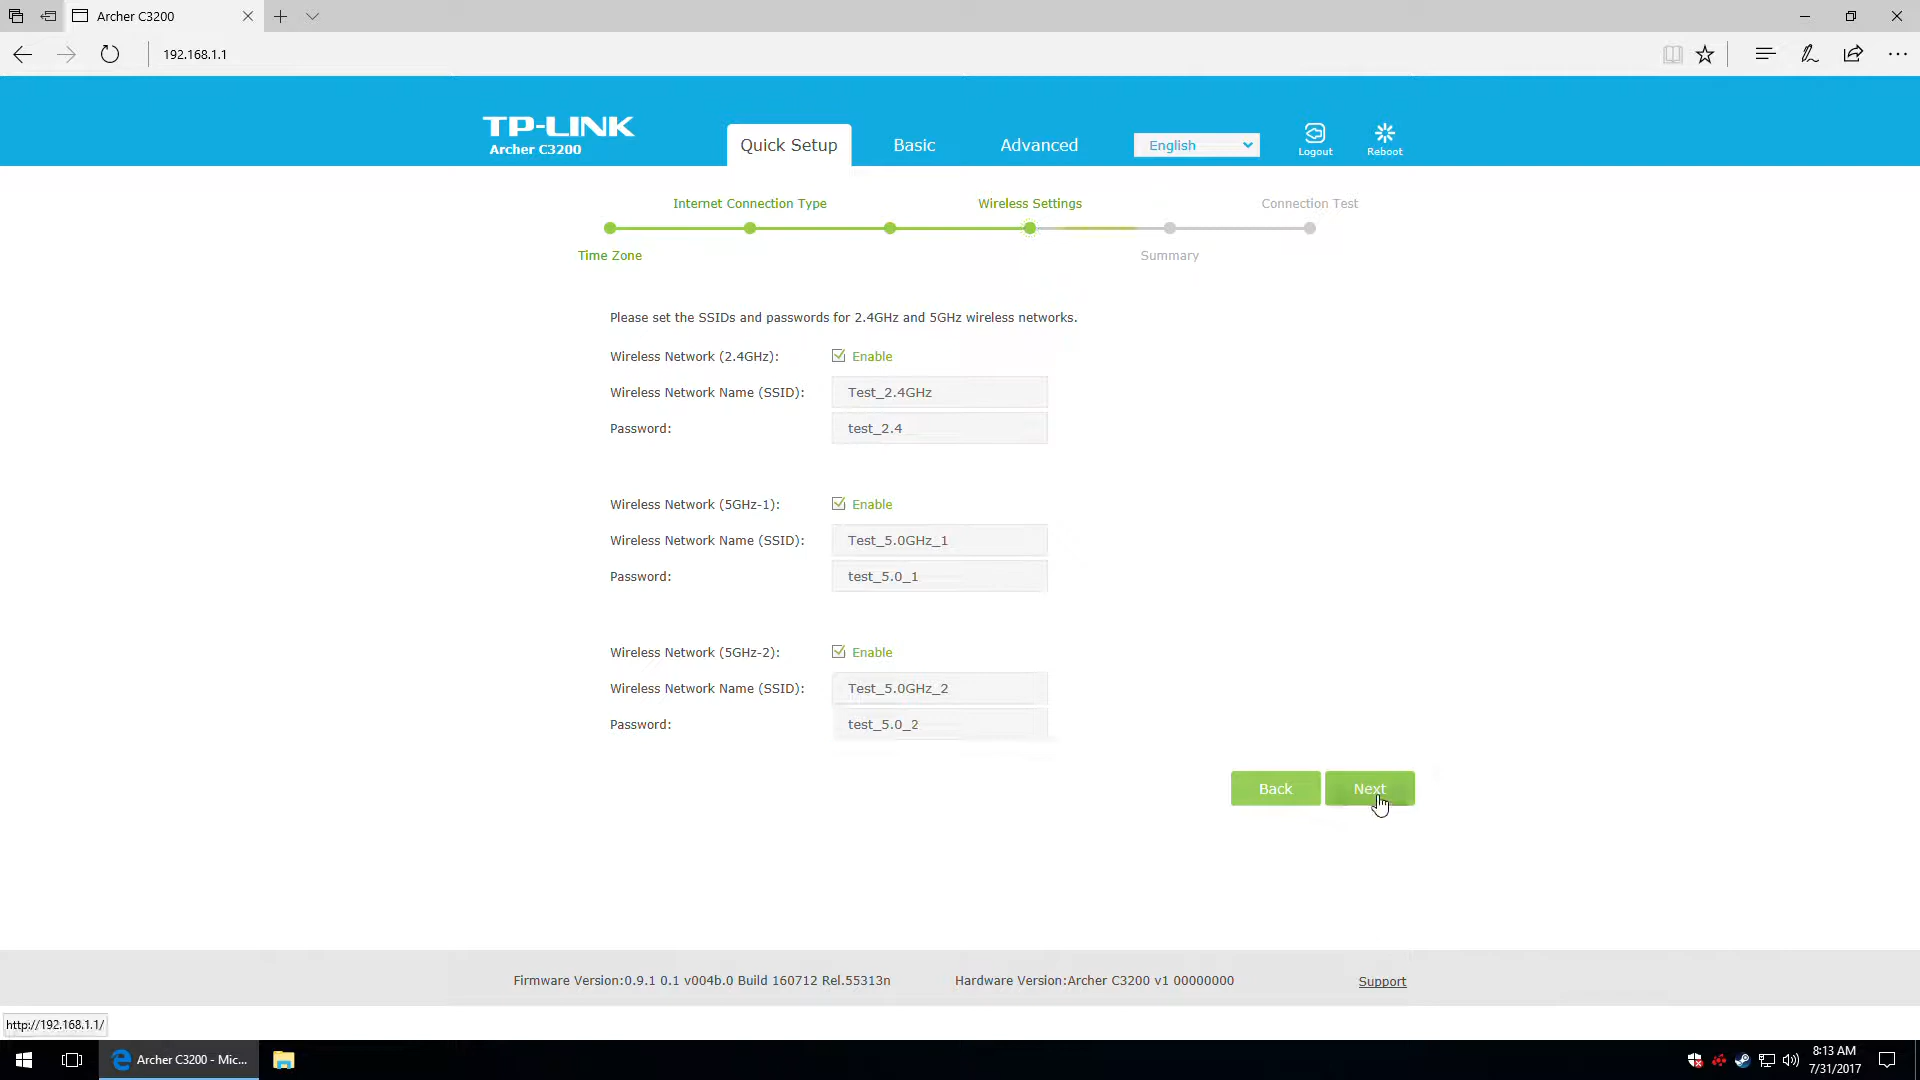 Archer C3200
192.168.1.1
TP-LINK
Archer C3200
Quick Setup
Basic
Advanced
English
Logout
Reboot
Internet Connection Type
Wireless Settings
Connection Test
Time Zone
Summary
Please set the SSIDs and passwords for 2.4GHz and 5GHz wireless networks.
Wireless Network (2.4GHz): Enable
Wireless Network Name (SSID): Test_2.4GHz
Password: test_2.4
Wireless Network (5GHz-1): Enable
Wireless Network Name (SSID): Test_5.0GHz_1
Password: test_5.0_1
Wireless Network (5GHz-2): Enable
Wireless Network Name (SSID): Test_5.0GHz_2
Password: test_5.0_2
Back
Next
Firmware Version:0.9.1 0.1 v004b.0 Build 160712 Rel.55313n
Hardware Version:Archer C3200 v1 00000000
Support
http://192.168.1.1/
Archer C3200 - Mic...
8:13 AM
7/31/2017